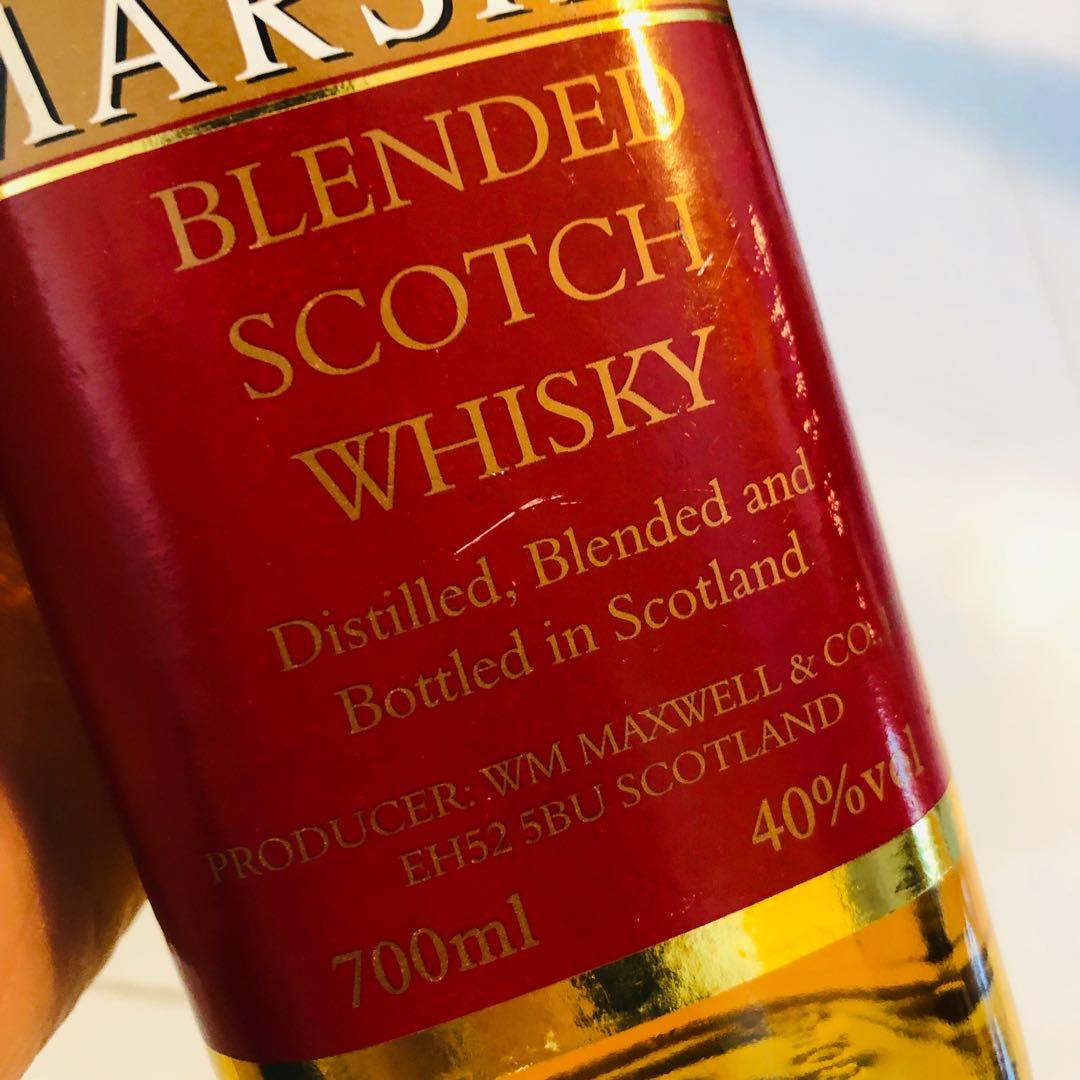 BLENDED
SCOTCH
WHISKY
Distilled, Blended and
Bottled in Scotland
PRODUCER: WM MAXWELL & CO.
EH52 5BU SCOTLAND
40%vol
700ml